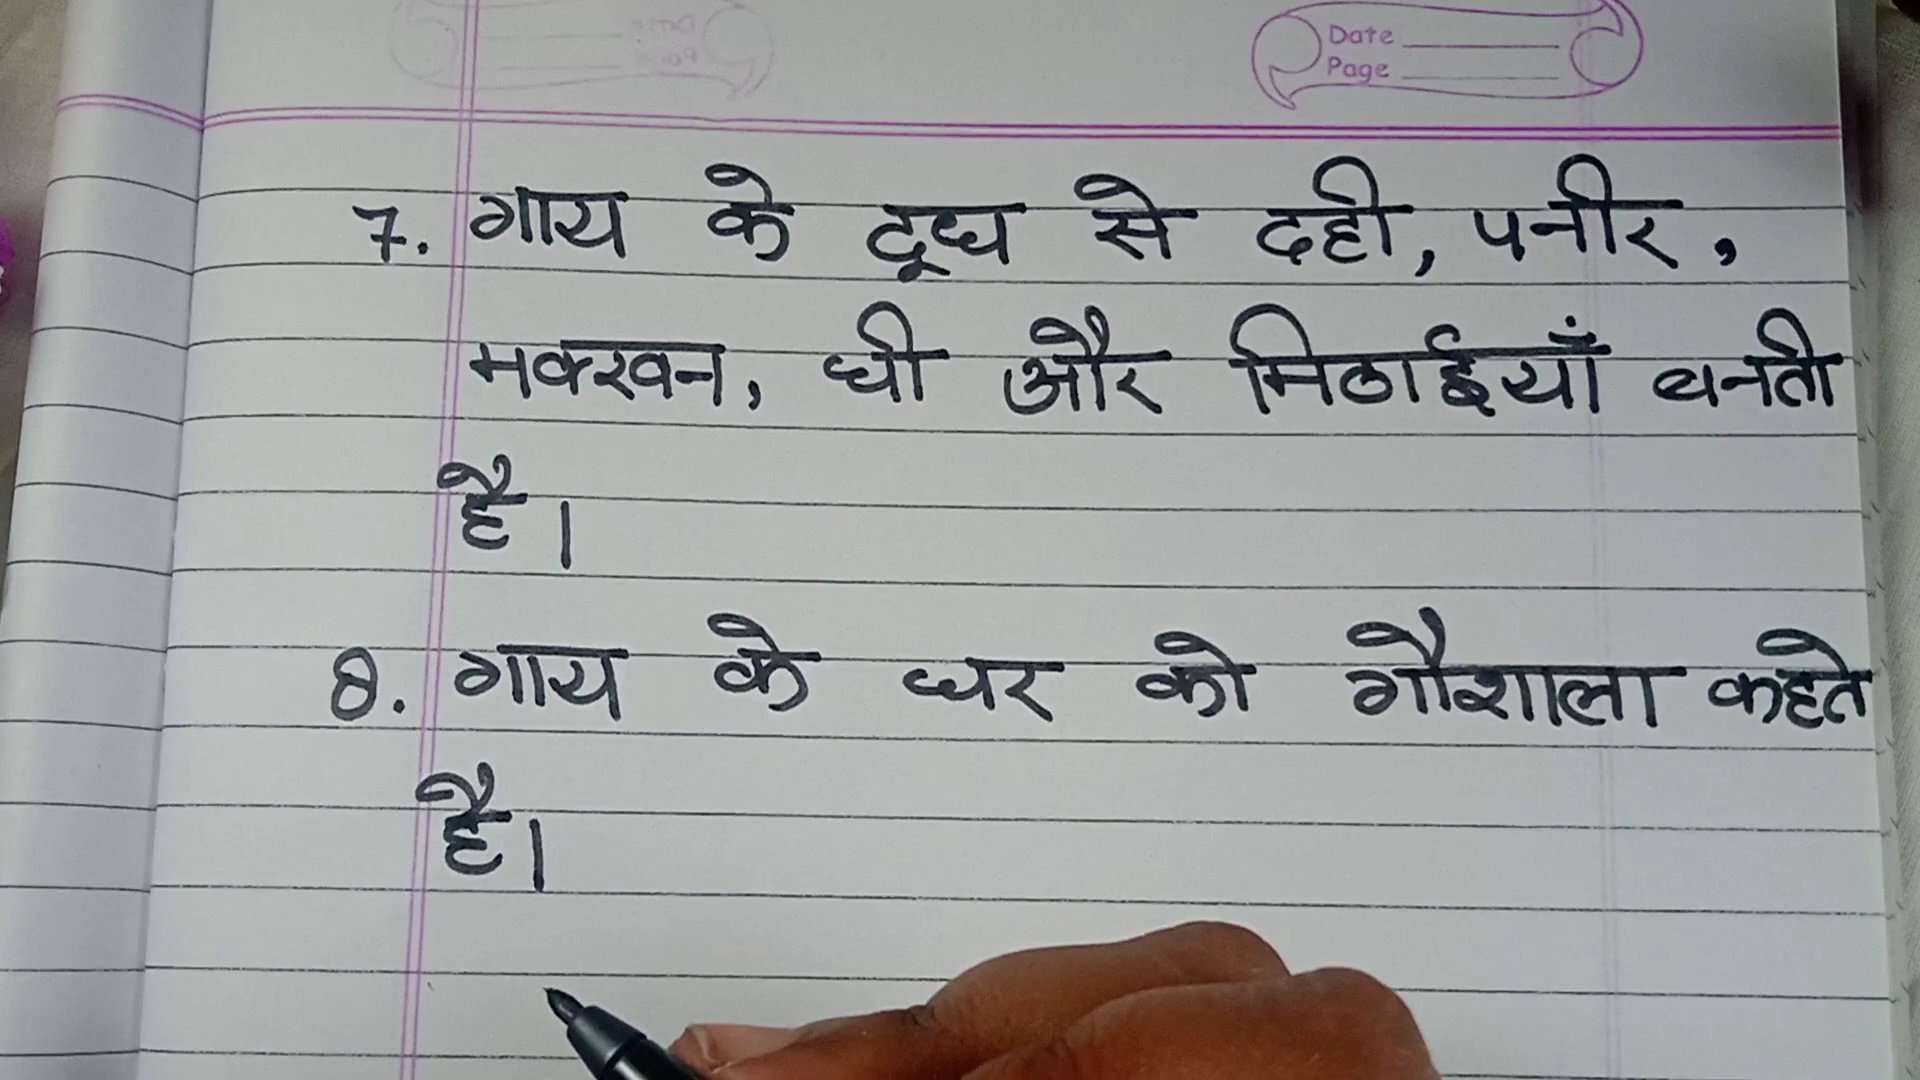 Date
Page
7. गाय के दूध से दही, पनीर,
मक्खन, घी और मिठाईयाँ बनती
है।
8. गाय के घर को गौशाला कहते
है।